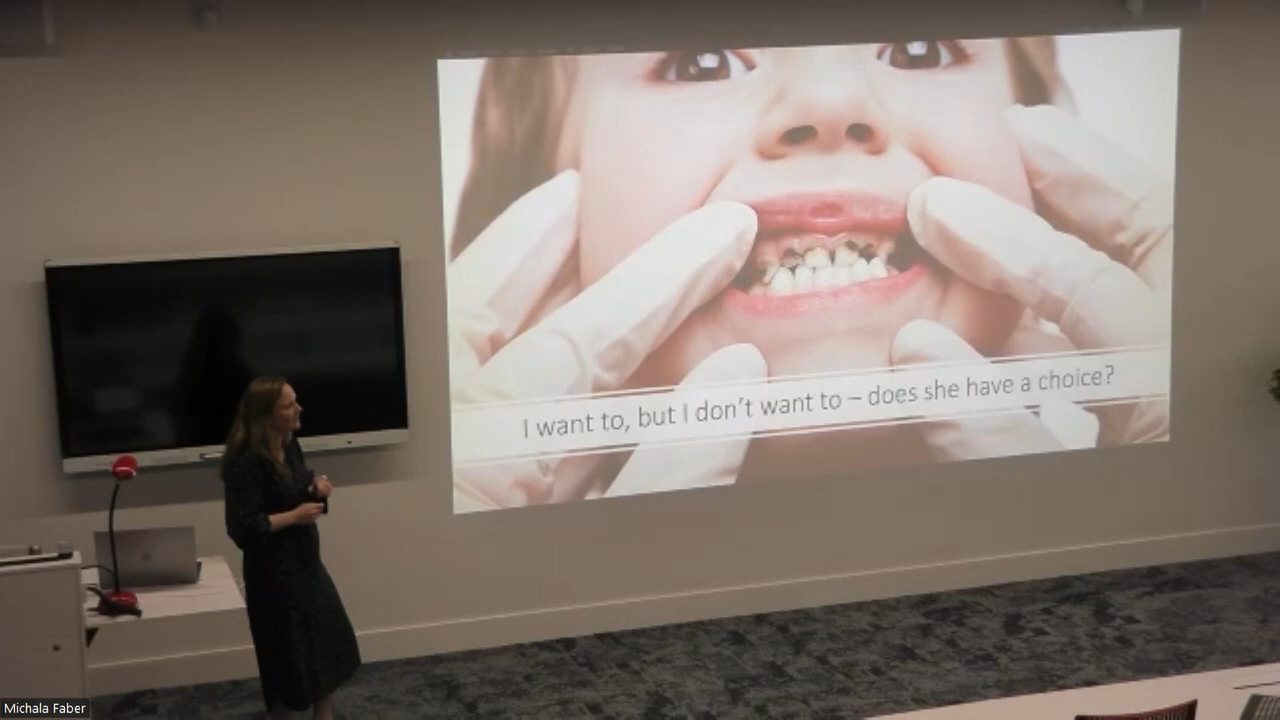 I want to, but I don't want to – does she have a choice?
Michala Faber